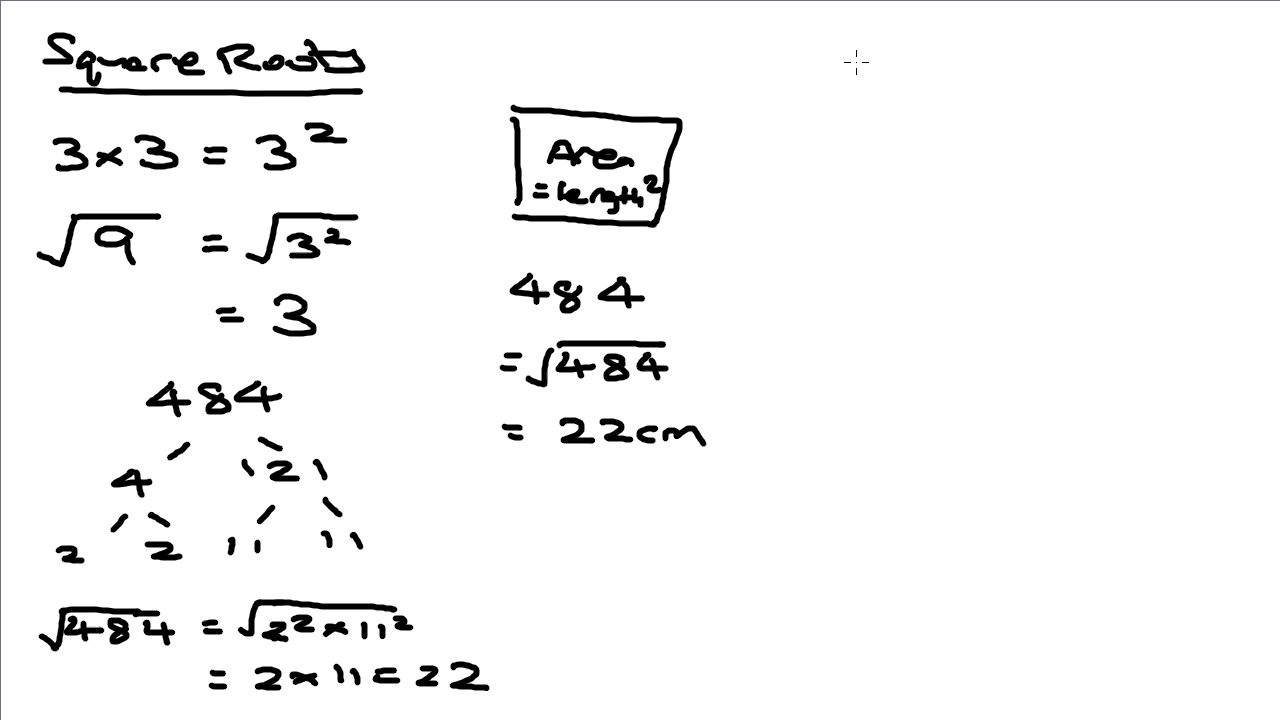 Square Roots
3 × 3 = 3²
√9 = √3²
= 3
484
4 121
2 2 11 11
√484 = √2² × 11²
= 2 × 11 = 22
Area
= length²
484
= √484
= 22cm